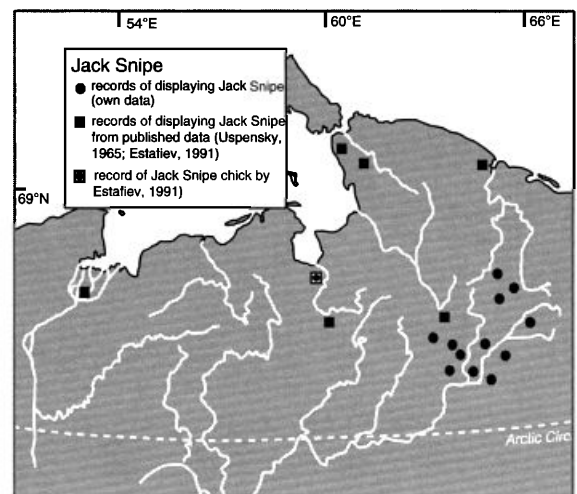 54°E 60°E 66°E
Jack Snipe
records of displaying Jack Snipe
(own data)
records of displaying Jack Snipe
from published data (Uspensky,
1965; Estafiev, 1991)
record of Jack Snipe chick by
Estafiev, 1991)
69°N
Arctic Circ